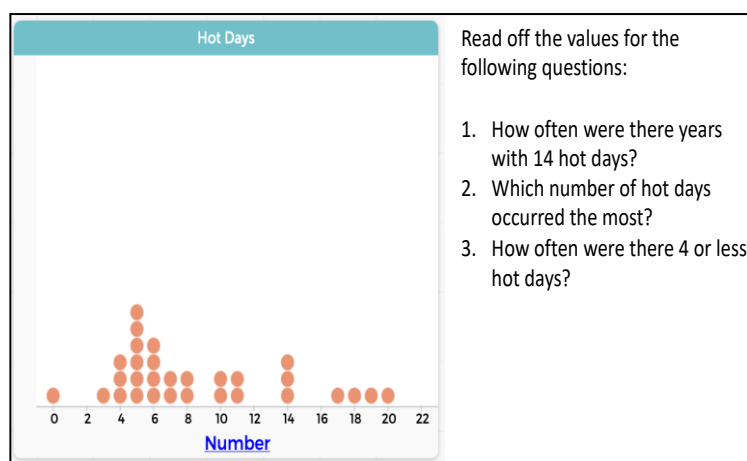 Hot Days
0 2 4 6 8 10 12 14 16 18 20 22
Number
Read off the values for the
following questions:
1. How often were there years
with 14 hot days?
2. Which number of hot days
occurred the most?
3. How often were there 4 or less
hot days?